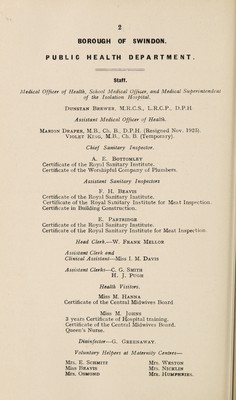 2
BOROUGH OF SWINDON.
PUBLIC HEALTH DEPARTMENT.
Staff.
Medical Officer of Health, School Medical Officer, and Medical Superintendent
of the Isolation Hospital.
DUNSTAN BREWER, M.R.C.S., L.R.C.P., D.P.H.
Assistant Medical Officer of Health.
MARION DRAPER, M.B., Ch. B., D.P.H. (Resigned Nov. 1923).
VIOLET KING, M.B., Ch. B. (Temporary).
Chief Sanitary Inspector.
A. E. BOTTOMLEY
Certificate of the Royal Sanitary Institute.
Certificate of the Worshipful Company of Plumbers.
Assistant Sanitary Inspectors
F. H. BEAVIS
Certificate of the Royal Sanitary Institute.
Certificate of the Royal Sanitary Institute for Meat Inspection.
Certificate in Building Construction.
E. PARTRIDGE
Certificate of the Royal Sanitary Institute.
Certificate of the Royal Sanitary Institute for Meat Inspection.
Head Clerk.—W. FRANK MELLOR
Assistant Clerk and
Clinical Assistant—MISS I. M. DAVIS
Assistant Clerks—C. G. SMITH
H. J. PUGH
Health Visitors.
MISS M. HANNA
Certificate of the Central Midwives Board.
MISS M. JOHNS
3 years Certificate of Hospital training.
Certificate of the Central Midwives Board.
Queen's Nurse.
Disinfector—G. GREENAWAY.
Voluntary Helpers at Maternity Centres—
MRS. E. SCHMITZ MRS. WESTON
MISS BEAVIS MRS. NICKLIN
MRS. OSMOND MRS. HUMPHRIES.